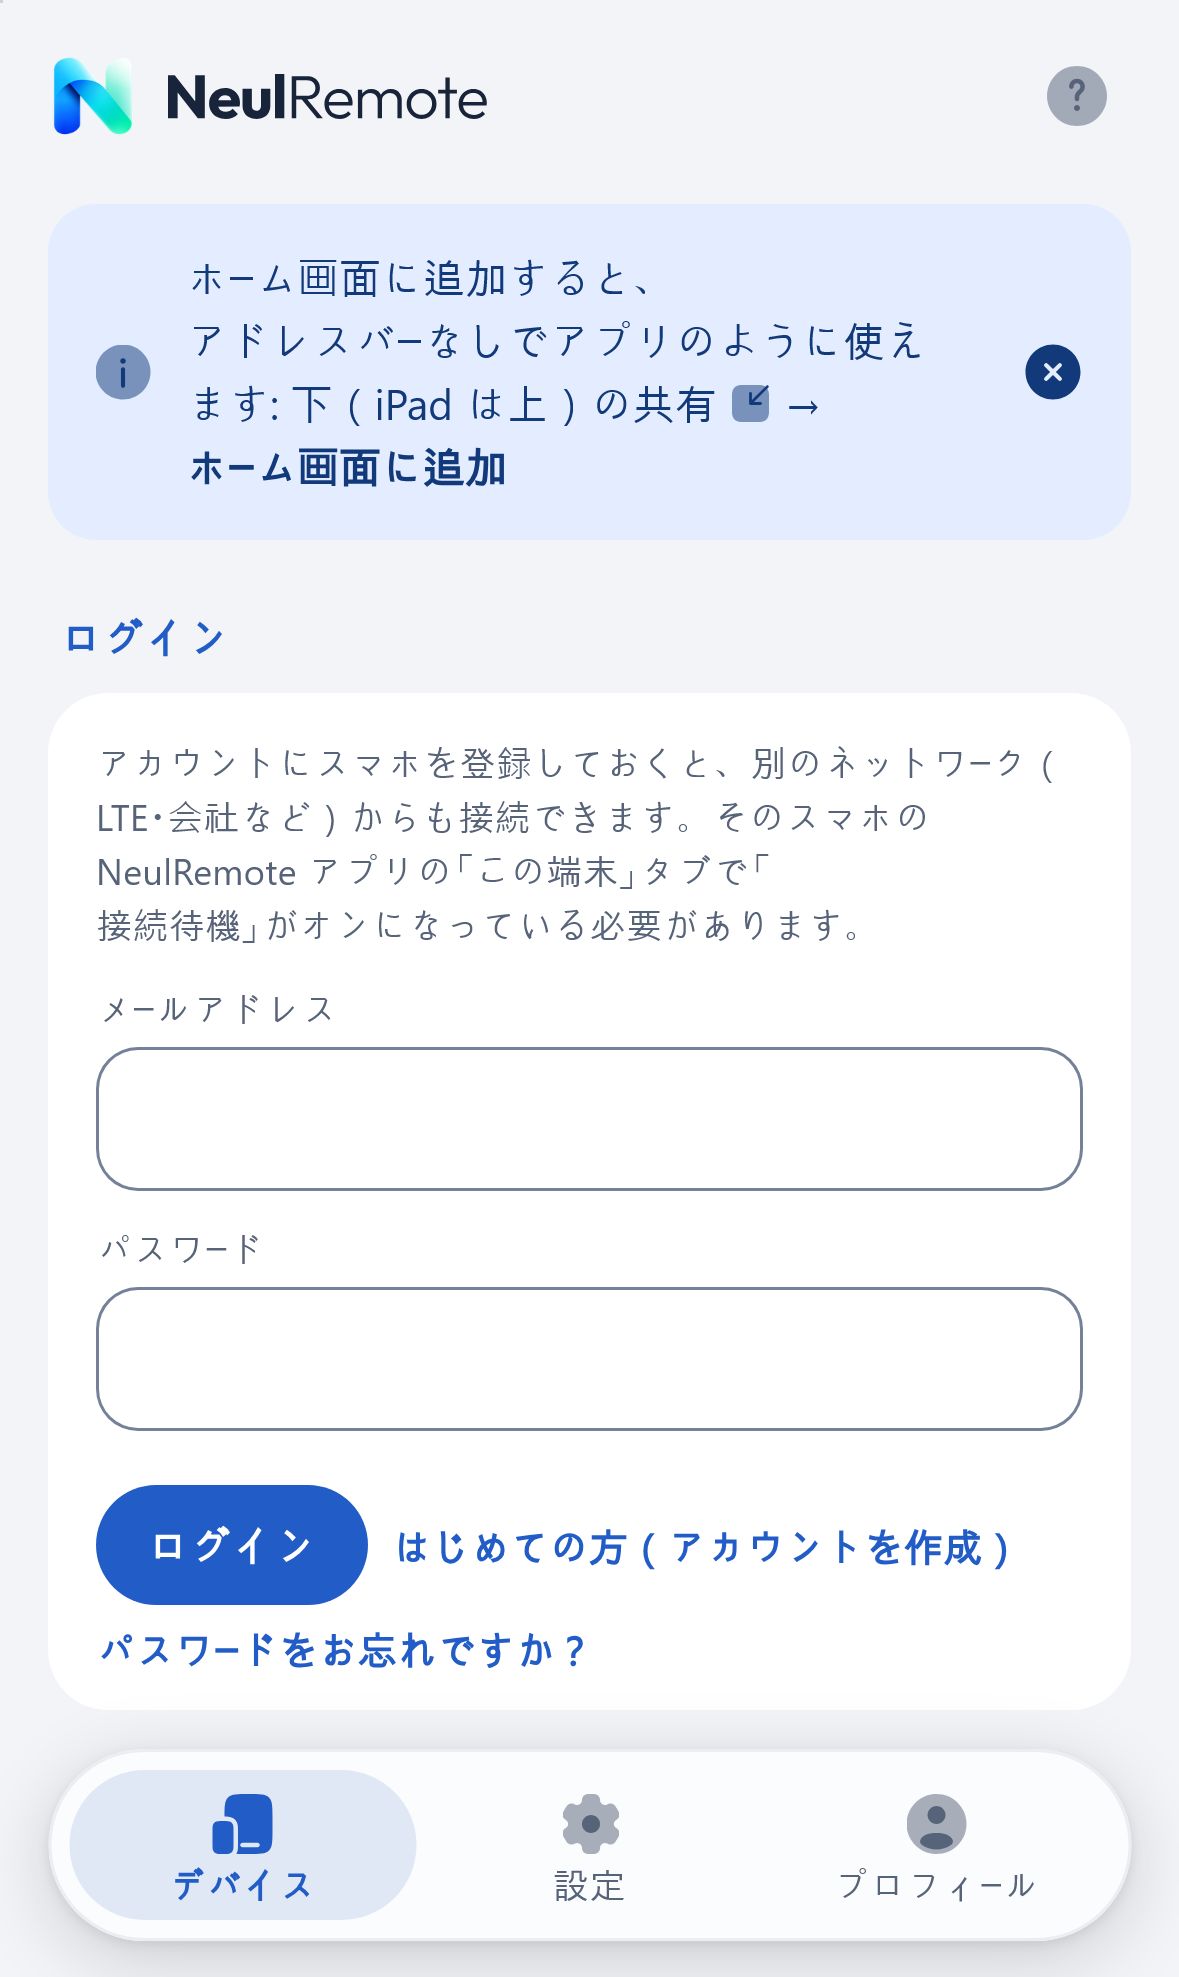 NeulRemote
ホーム画面に追加すると、
アドレスバーなしでアプリのように使え
ます: 下（iPad は上）の共有 →
ホーム画面に追加
ログイン
アカウントにスマホを登録しておくと、別のネットワーク（
LTE·会社など）からも接続できます。そのスマホの
NeulRemote アプリの「この端末」タブで「
接続待機」がオンになっている必要があります。
メールアドレス
パスワード
ログイン はじめての方（アカウントを作成）
パスワードをお忘れですか？
デバイス 設定 プロフィール